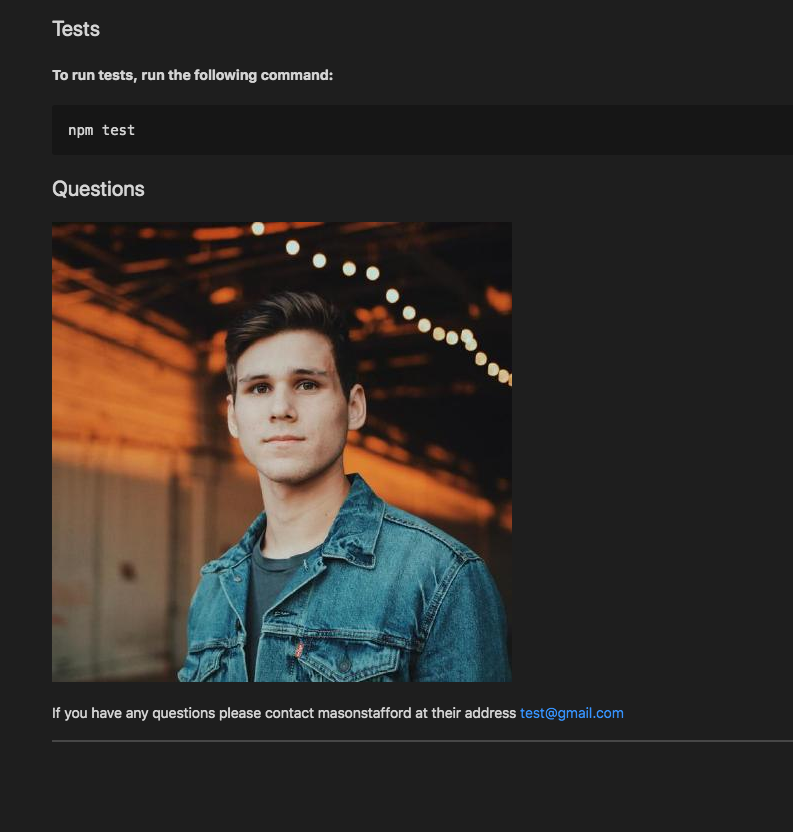 Tests
To run tests, run the following command:
npm test
Questions
If you have any questions please contact masonstafford at their address test@gmail.com